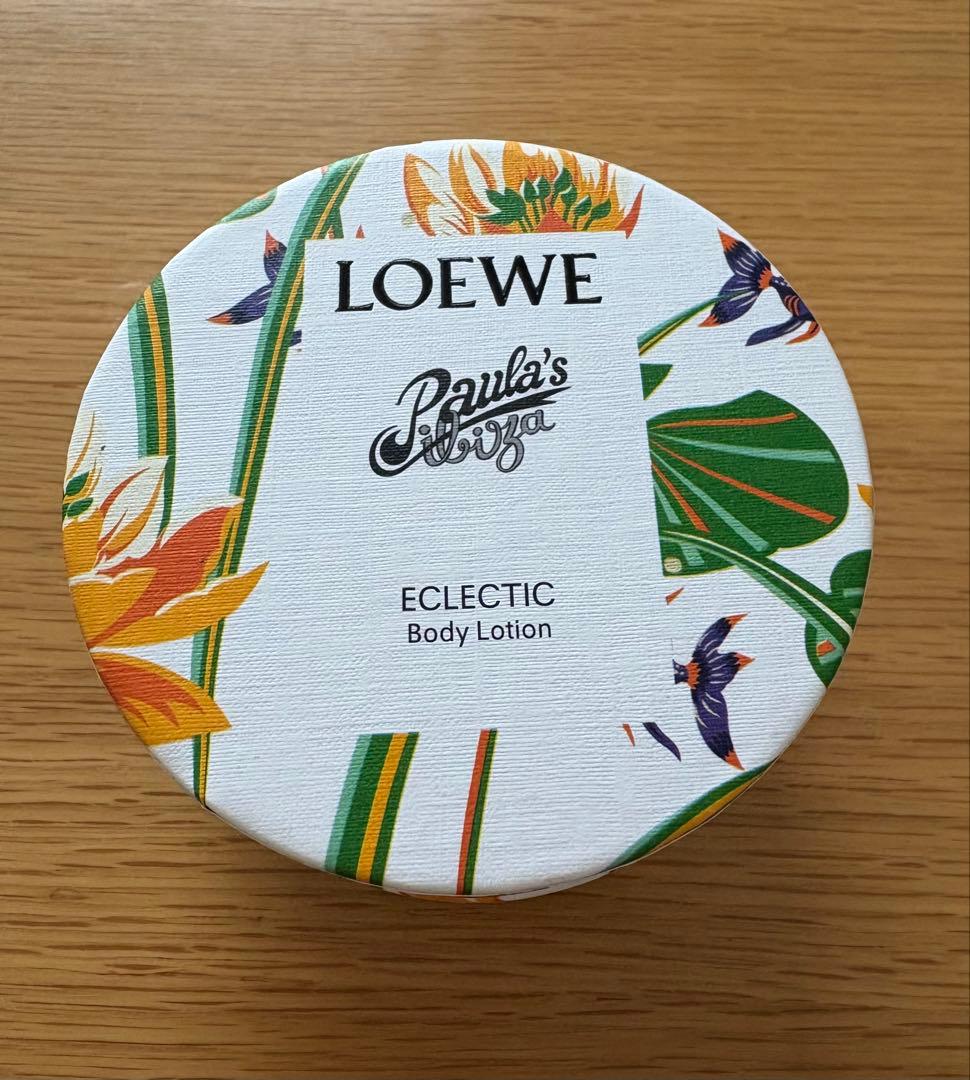 LOEWE
Paula's
ibiza
ECLECTIC
Body Lotion